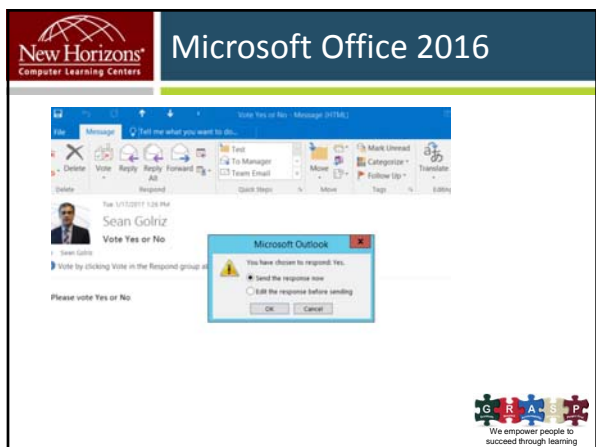 New Horizons®
Computer Learning Centers
Microsoft Office 2016
Vote Yes or No - Message (HTML)
File Message Tell me what you want to do...
Delete Vote Reply Reply All Forward
Test
To Manager
Team Email
Move
Mark Unread
Categorize
Follow Up
Translate
Delete Respond Quick Steps Move Tags
Tue 1/17/2017 1:26 PM
Sean Golriz
Vote Yes or No
Sean Golriz
Vote by clicking Vote in the Respond group
Please vote Yes or No
Microsoft Outlook
You have chosen to respond: Yes.
Send the response now
Edit the response before sending
OK Cancel
G R A S P
We empower people to
succeed through learning